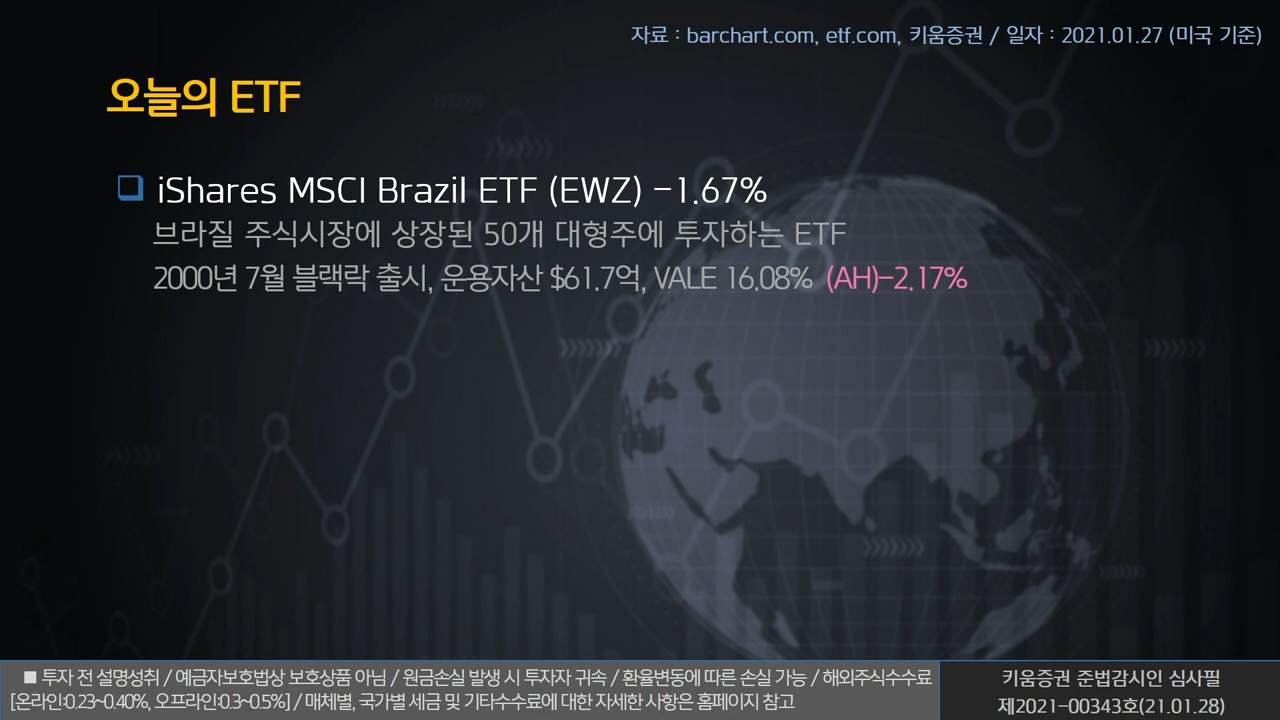 자료 : barchart.com, etf.com, 키움증권 / 일자 : 2021.01.27 (미국 기준)
오늘의 ETF
❑ iShares MSCI Brazil ETF (EWZ) -1.67%
브라질 주식시장에 상장된 50개 대형주에 투자하는 ETF
2000년 7월 블랙락 출시, 운용자산 $61.7억, VALE 16.08% (AH)-2.17%
■ 투자 전 설명성취 / 예금자보호법상 보호상품 아님 / 원금손실 발생 시 투자자 귀속 / 환율변동에 따른 손실 가능 / 해외주식수수료
[온라인:0.23~0.40%, 오프라인:0.3~0.5%] / 매체별, 국가별 세금 및 기타수수료에 대한 자세한 사항은 홈페이지 참고
키움증권 준법감시인 심사필
제2021-00343호(21.01.28)